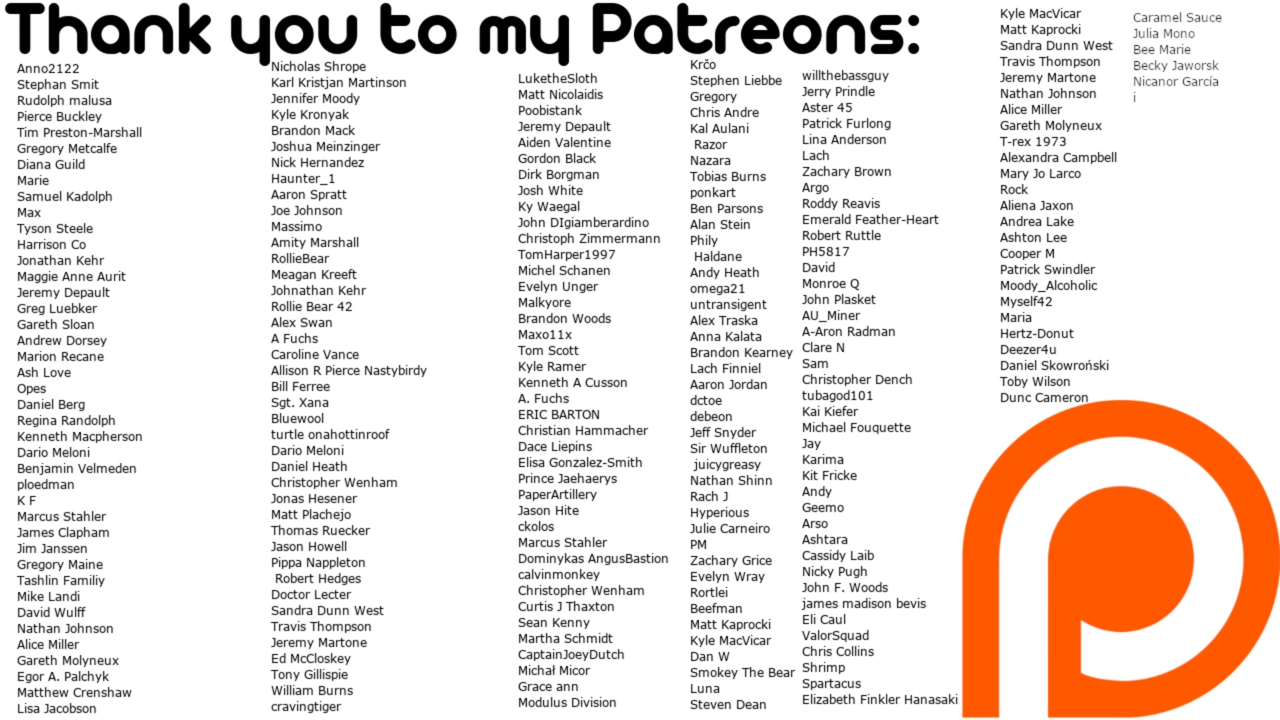 Thank you to my Patreons:
Anno2122
Stephan Smit
Rudolph malusa
Pierce Buckley
Tim Preston-Marshall
Gregory Metcalfe
Diana Guild
Marie
Samuel Kadolph
Max
Tyson Steele
Harrison Co
Jonathan Kehr
Maggie Anne Aurit
Jeremy Depault
Greg Luebker
Gareth Sloan
Andrew Dorsey
Marion Recane
Ash Love
Opes
Daniel Berg
Regina Randolph
Kenneth Macpherson
Dario Meloni
Benjamin Velmeden
ploedman
K F
Marcus Stahler
James Clapham
Jim Janssen
Gregory Maine
Tashlin Familiy
Mike Landi
David Wulff
Nathan Johnson
Alice Miller
Gareth Molyneux
Egor A. Palchyk
Matthew Crenshaw
Lisa Jacobson
Nicholas Shrope
Karl Kristjan Martinson
Jennifer Moody
Kyle Kronyak
Brandon Mack
Joshua Meinzinger
Nick Hernandez
Haunter_1
Aaron Spratt
Joe Johnson
Massimo
Amity Marshall
RollieBear
Meagan Kreeft
Johnathan Kehr
Rollie Bear 42
Alex Swan
A Fuchs
Caroline Vance
Allison R Pierce Nastybirdy
Bill Ferree
Sgt. Xana
Bluewool
turtle onahottinroof
Dario Meloni
Daniel Heath
Christopher Wenham
Jonas Hesener
Matt Plachejo
Thomas Ruecker
Jason Howell
Pippa Nappleton
Robert Hedges
Doctor Lecter
Sandra Dunn West
Travis Thompson
Jeremy Martone
Ed McCloskey
Tony Gillispie
William Burns
cravingtiger
LuketheSloth
Matt Nicolaidis
Poobistank
Jeremy Depault
Aiden Valentine
Gordon Black
Dirk Borgman
Josh White
Ky Waegal
John DIgiamberardino
Christoph Zimmermann
TomHarper1997
Michel Schanen
Evelyn Unger
Malkyore
Brandon Woods
Maxo11x
Tom Scott
Kyle Ramer
Kenneth A Cusson
A. Fuchs
ERIC BARTON
Christian Hammacher
Dace Liepins
Elisa Gonzalez-Smith
Prince Jaehaerys
PaperArtillery
Jason Hite
ckolos
Marcus Stahler
Dominykas AngusBastion
calvinmonkey
Christopher Wenham
Curtis J Thaxton
Sean Kenny
Martha Schmidt
CaptainJoeyDutch
Michał Micor
Grace ann
Modulus Division
Krčo
Stephen Liebbe
Gregory
Chris Andre
Kal Aulani
Razor
Nazara
Tobias Burns
ponkart
Ben Parsons
Alan Stein
Phily
Haldane
Andy Heath
omega21
untransigent
Alex Traska
Anna Kalata
Brandon Kearney
Lach Finniel
Aaron Jordan
dctoe
debeon
Jeff Snyder
Sir Wuffleton
juicygreasy
Nathan Shinn
Rach J
Hyperious
Julie Carneiro
PM
Zachary Grice
Evelyn Wray
Rortlei
Beefman
Matt Kaprocki
Kyle MacVicar
Dan W
Smokey The Bear
Luna
Steven Dean
willthebassguy
Jerry Prindle
Aster 45
Patrick Furlong
Lina Anderson
Lach
Zachary Brown
Argo
Roddy Reavis
Emerald Feather-Heart
Robert Ruttle
PH5817
David
Monroe Q
John Plasket
AU_Miner
A-Aron Radman
Clare N
Sam
Christopher Dench
tubagod101
Kai Kiefer
Michael Fouquette
Jay
Karima
Kit Fricke
Andy
Geemo
Arso
Ashtara
Cassidy Laib
Nicky Pugh
John F. Woods
james madison bevis
Eli Caul
ValorSquad
Chris Collins
Shrimp
Spartacus
Elizabeth Finkler Hanasaki
Kyle MacVicar
Matt Kaprocki
Sandra Dunn West
Travis Thompson
Jeremy Martone
Nathan Johnson
Alice Miller
Gareth Molyneux
T-rex 1973
Alexandra Campbell
Mary Jo Larco
Rock
Aliena Jaxon
Andrea Lake
Ashton Lee
Cooper M
Patrick Swindler
Moody_Alcoholic
Myself42
Maria
Hertz-Donut
Deezer4u
Daniel Skowroński
Toby Wilson
Dunc Cameron
Caramel Sauce
Julia Mono
Bee Marie
Becky Jaworsk
Nicanor García
i